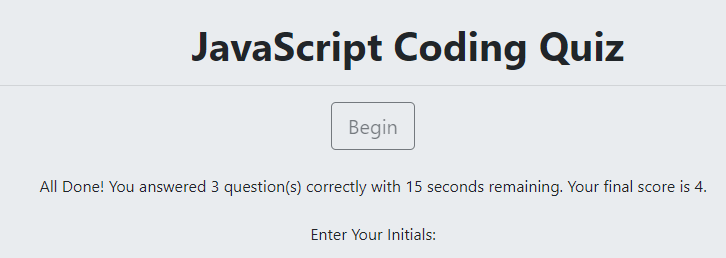 JavaScript Coding Quiz
Begin
All Done! You answered 3 question(s) correctly with 15 seconds remaining. Your final score is 4.
Enter Your Initials: